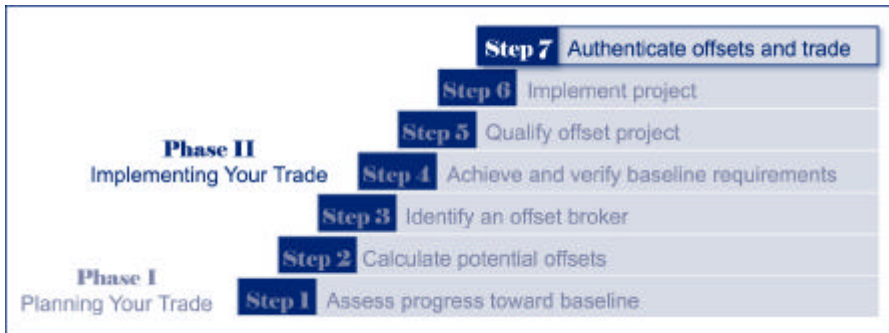 Step 7 Authenticate offsets and trade
Step 6 Implement project
Step 5 Qualify offset project
Phase II
Implementing Your Trade
Step 4 Achieve and verify baseline requirements
Step 3 Identify an offset broker
Step 2 Calculate potential offsets
Phase I
Planning Your Trade
Step 1 Assess progress toward baseline